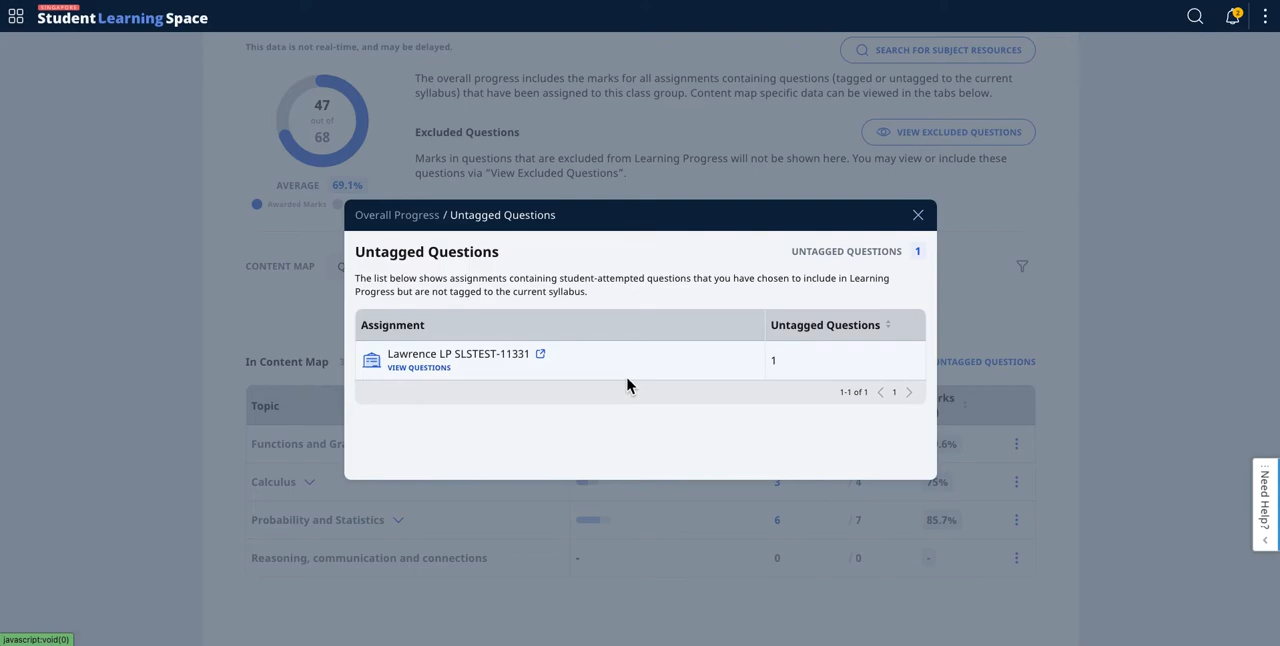 SINGAPORE
Student Learning Space
2
This data is not real-time, and may be delayed.
SEARCH FOR SUBJECT RESOURCES
47
out of
68
AVERAGE 69.1%
Awarded Marks
The overall progress includes the marks for all assignments containing questions (tagged or untagged to the current
syllabus) that have been assigned to this class group. Content map specific data can be viewed in the tabs below.
Excluded Questions
VIEW EXCLUDED QUESTIONS
Marks in questions that are excluded from Learning Progress will not be shown here. You may view or include these
questions via "View Excluded Questions".
Overall Progress / Untagged Questions
Untagged Questions
UNTAGGED QUESTIONS 1
The list below shows assignments containing student-attempted questions that you have chosen to include in Learning
Progress but are not tagged to the current syllabus.
Assignment Untagged Questions
Lawrence LP SLSTEST-11331 1
VIEW QUESTIONS
1-1 of 1 1
CONTENT MAP
In Content Map
UNTAGGED QUESTIONS
Topic
Functions and Gra
Calculus 3 / 4 75%
Probability and Statistics 6 / 7 85.7%
Reasoning, communication and connections - 0 / 0 -
Need Help?
javascript:void(0)